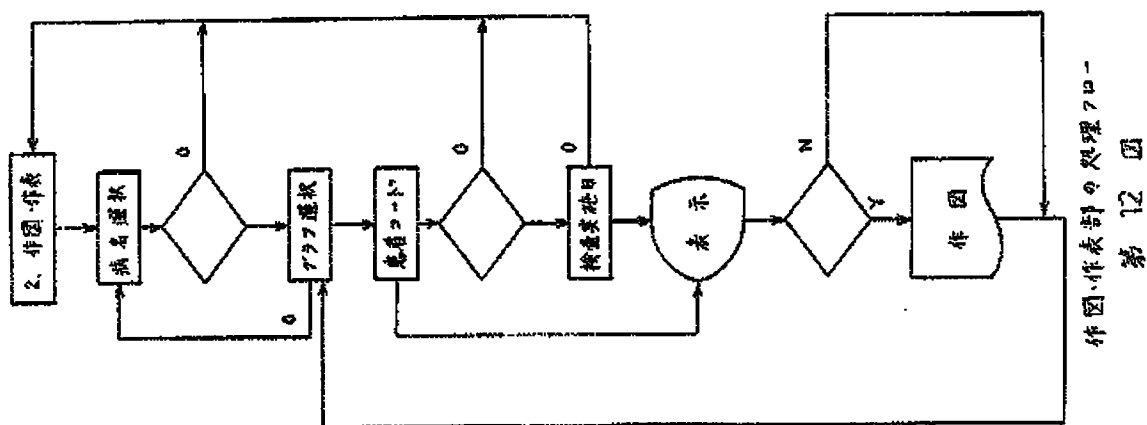 2、作図・作表
病名選択
0
グラフ選択
0
患者コード
0
検査実施日
0
表示
N
Y
作図
作図・作表部の処理フロー
第 12 図